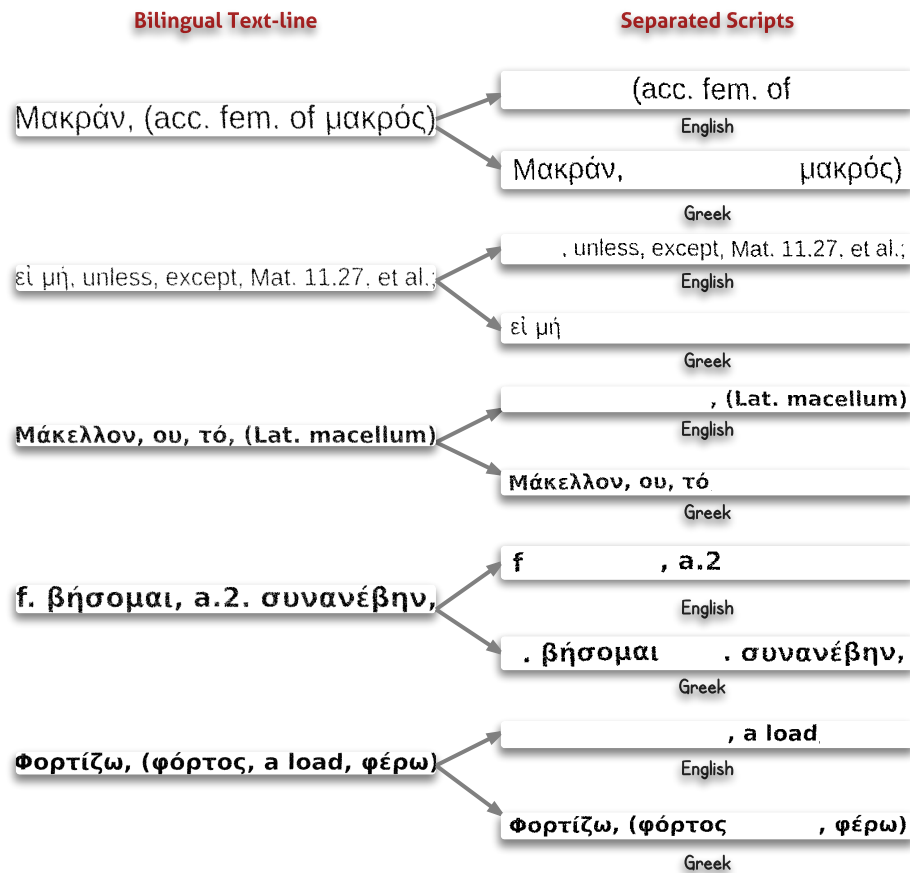 Bilingual Text-line
Separated Scripts
Μακράν, (acc. fem. of μακρός)
(acc. fem. of
English
Μακράν, μακρός)
Greek
εἰ μή, unless, except, Mat. 11.27, et al.;
, unless, except, Mat. 11.27, et al.;
English
εἰ μή
Greek
Μάκελλον, ου, τό, (Lat. macellum)
, (Lat. macellum)
English
Μάκελλον, ου, τό
Greek
f. βήσομαι, a.2. συνανέβην,
f , a.2
English
. βήσομαι . συνανέβην,
Greek
Φορτίζω, (φόρτος, a load, φέρω)
, a load
English
Φορτίζω, (φόρτος , φέρω)
Greek